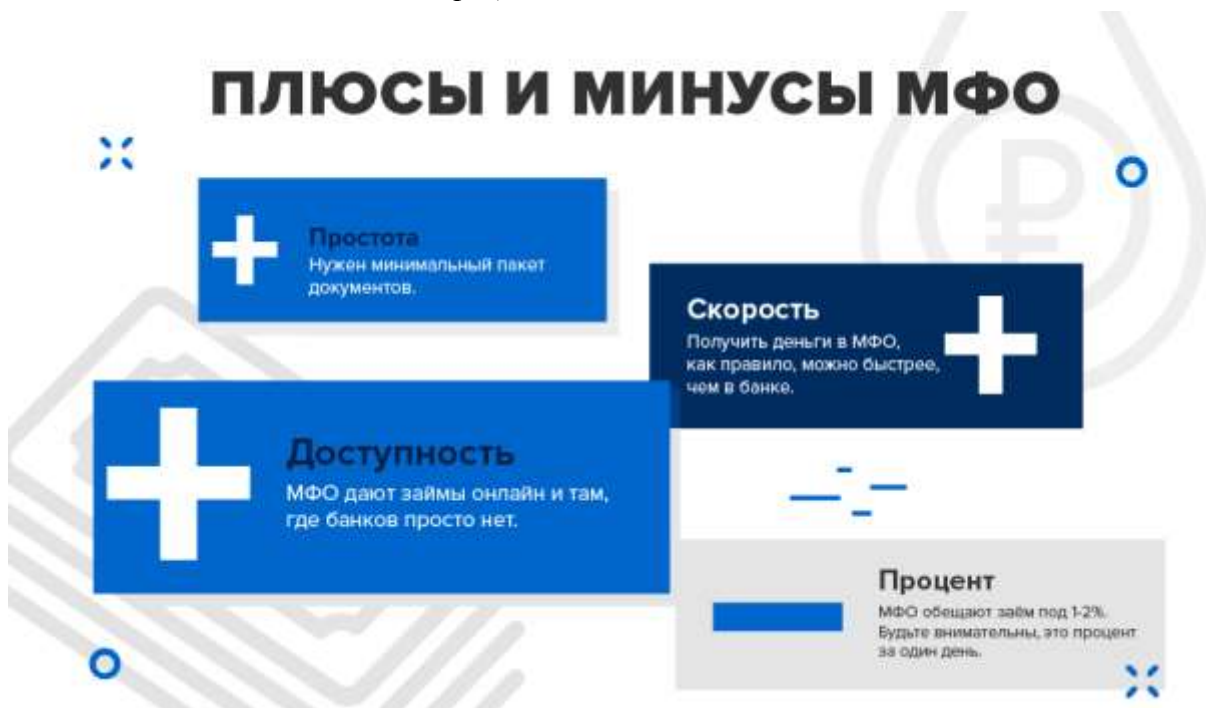 ПЛЮСЫ И МИНУСЫ МФО
Простота
Нужен минимальный пакет
документов.
Скорость
Получить деньги в МФО,
как правило, можно быстрее,
чем в банке.
Доступность
МФО дают займы онлайн и там,
где банков просто нет.
Процент
МФО обещают заём под 1-2%.
Будьте внимательны, это процент
за один день.